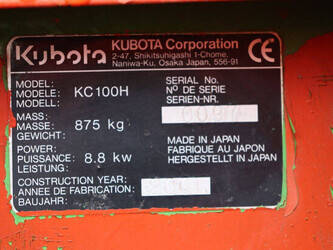 Kubota
KUBOTA Corporation
2-47, Shikitsuhigashi 1-Chome,
Naniwa-Ku, Osaka Japan, 556-91
CE
MODEL:
MODELE: KC100H
MODELL:
SERIAL No.
Nº DE SERIE
SERIEN-NR.
MASS:
MASSE: 875 kg
GEWICHT:
POWER:
PUISSANCE: 8.8 kw
LEISTUNG:
MADE IN JAPAN
FABRIQUE AU JAPON
HERGESTELLT IN JAPAN
CONSTRUCTION YEAR:
ANNEE DE FABRICATION:
BAUJAHR: